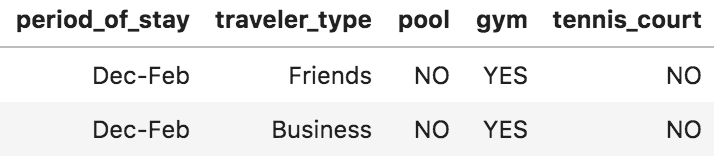 period_of_stay traveler_type pool gym tennis_court
Dec-Feb Friends NO YES NO
Dec-Feb Business NO YES NO